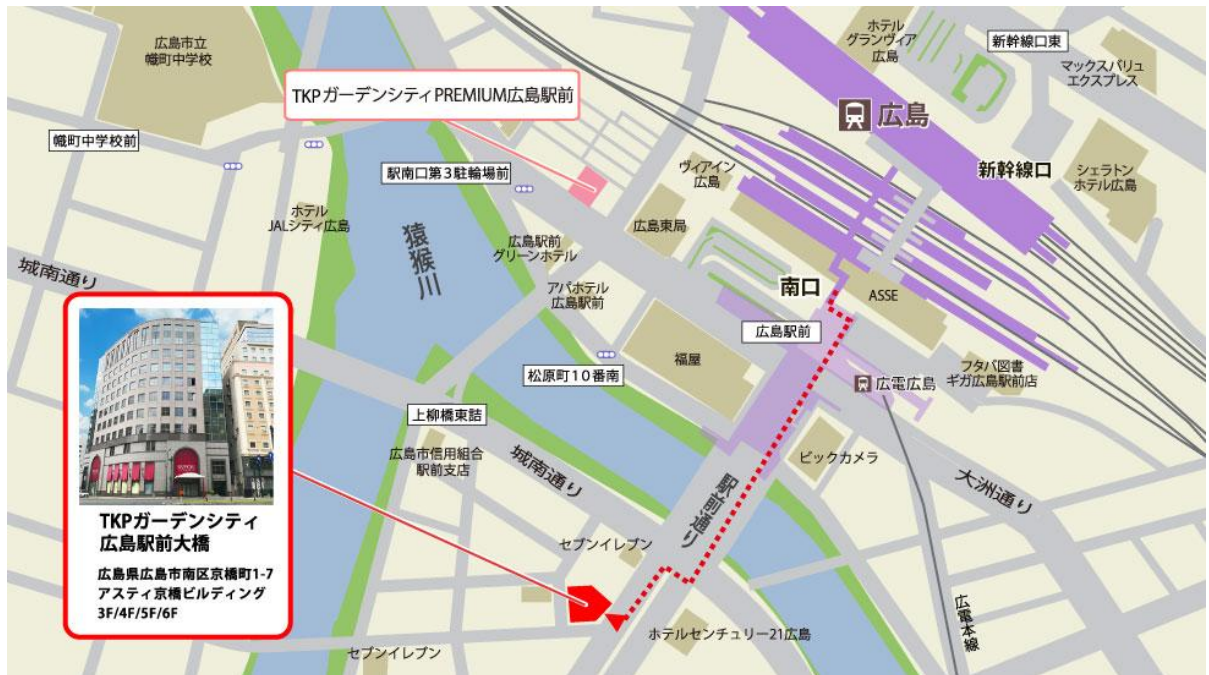 広島市立
幟町中学校
TKPガーデンシティPREMIUM広島駅前
ホテル
グランヴィア
広島
新幹線口東
マックスバリュ
エクスプレス
広島
幟町中学校前
駅南口第3駐輪場前
ヴィアイン
広島
新幹線口
シェラトン
ホテル広島
ホテル
JALシティ広島
猿猴川
広島駅前
グリーンホテル
広島東局
城南通り
アパホテル
広島駅前
南口
ASSE
広島駅前
福屋
松原町10番南
広電広島
フタバ図書
ギガ広島駅前店
上柳橋東詰
広島市信用組合
駅前支店
城南通り
駅前通り
ビックカメラ
大洲通り
TKPガーデンシティ
広島駅前大橋
広島県広島市南区京橋町1-7
アスティ京橋ビルディング
3F/4F/5F/6F
セブンイレブン
ホテルセンチュリー21広島
広電本線
セブンイレブン